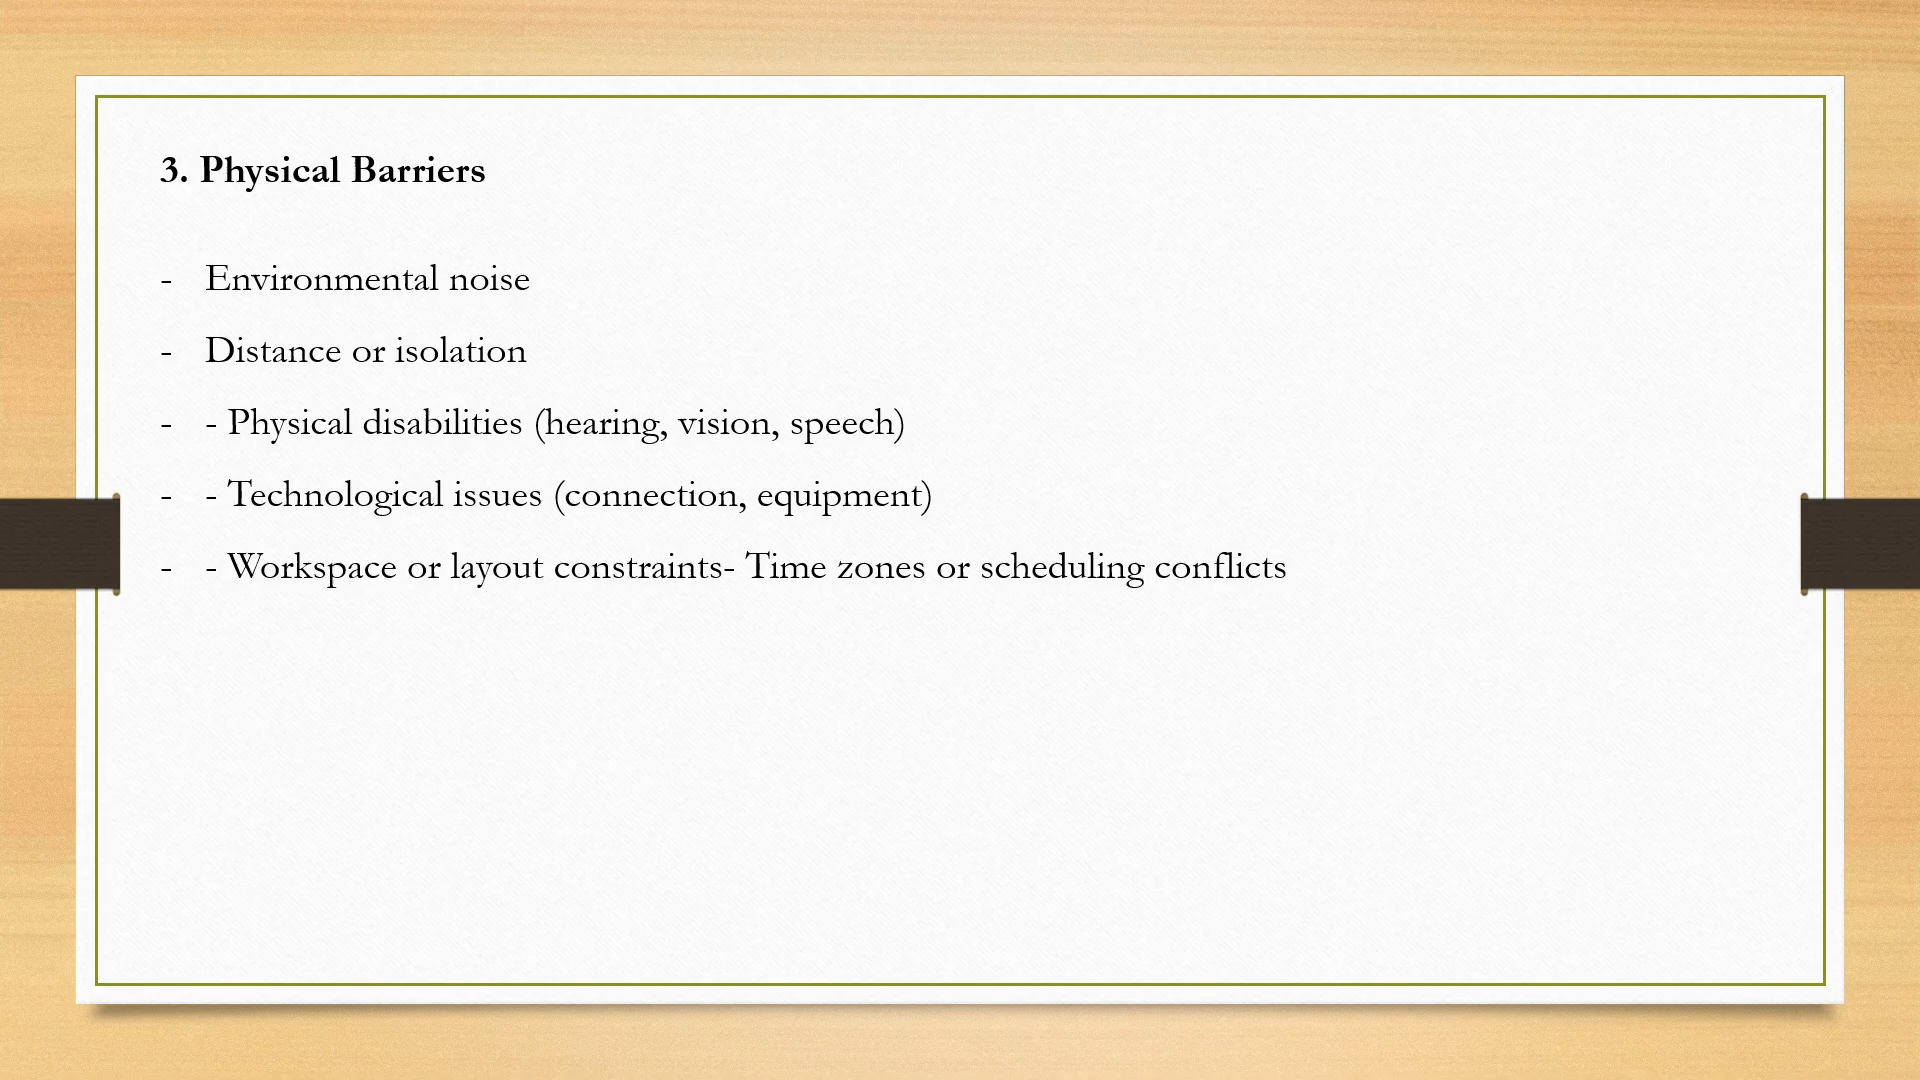 3. Physical Barriers
- Environmental noise
- Distance or isolation
- - Physical disabilities (hearing, vision, speech)
- - Technological issues (connection, equipment)
- - Workspace or layout constraints- Time zones or scheduling conflicts